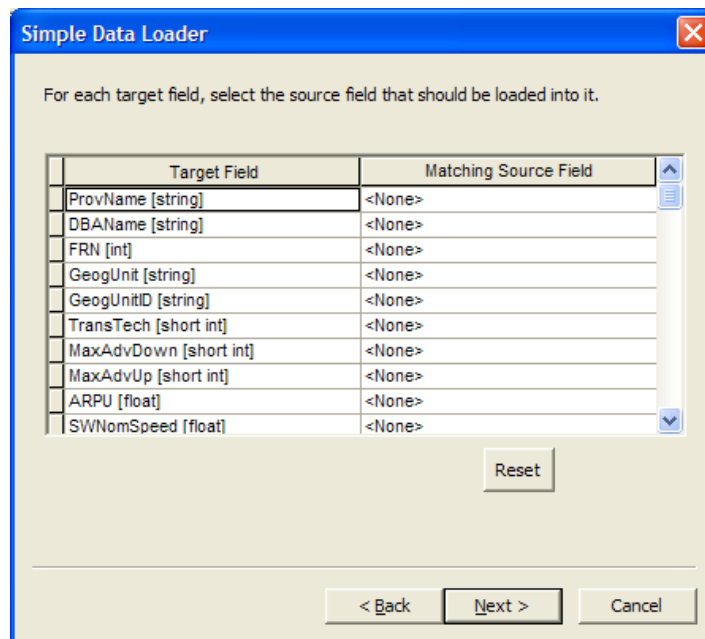 Simple Data Loader
For each target field, select the source field that should be loaded into it.
Target Field Matching Source Field
ProvName [string] <None>
DBAName [string] <None>
FRN [int] <None>
GeogUnit [string] <None>
GeogUnitID [string] <None>
TransTech [short int] <None>
MaxAdvDown [short int] <None>
MaxAdvUp [short int] <None>
ARPU [float] <None>
SWNomSpeed [float] <None>
Reset
< Back Next > Cancel